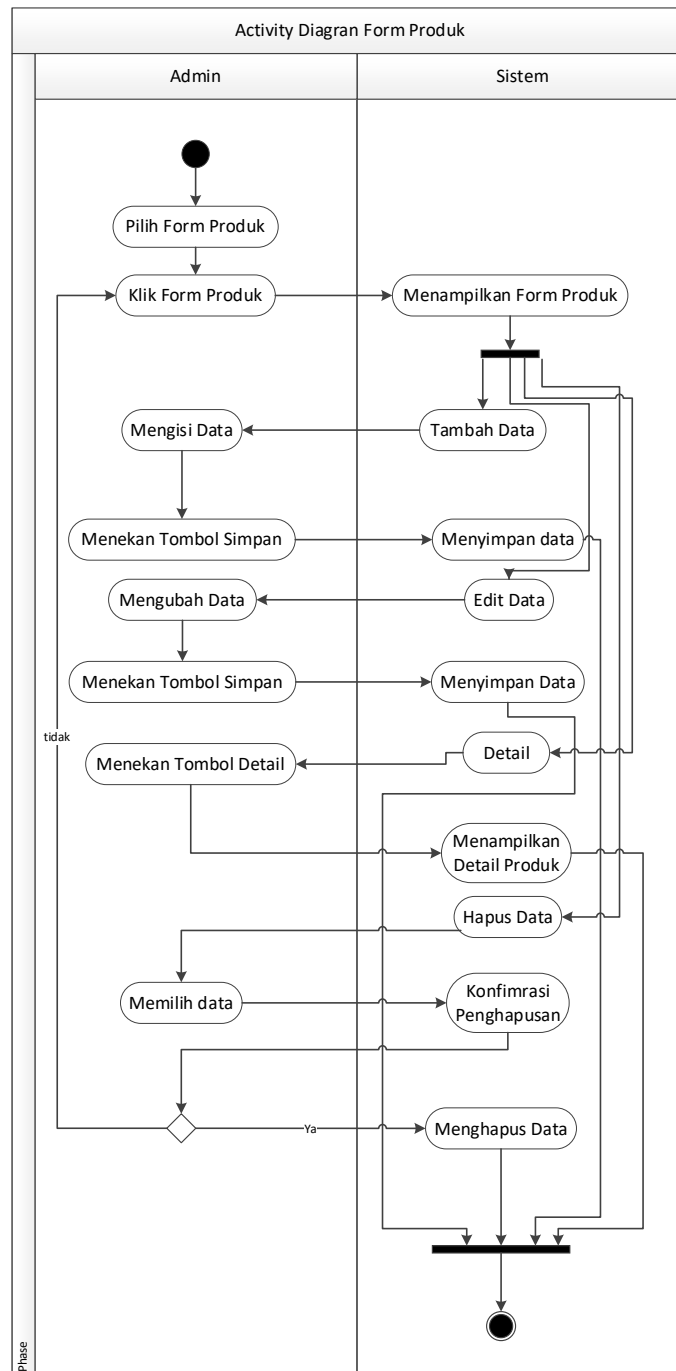 Activity Diagran Form Produk
Admin
Sistem
Pilih Form Produk
Klik Form Produk
Menampilkan Form Produk
Mengisi Data
Tambah Data
Menekan Tombol Simpan
Menyimpan data
Mengubah Data
Edit Data
Menekan Tombol Simpan
Menyimpan Data
tidak
Menekan Tombol Detail
Detail
Menampilkan
Detail Produk
Hapus Data
Memilih data
Konfimrasi
Penghapusan
Ya
Menghapus Data
Phase